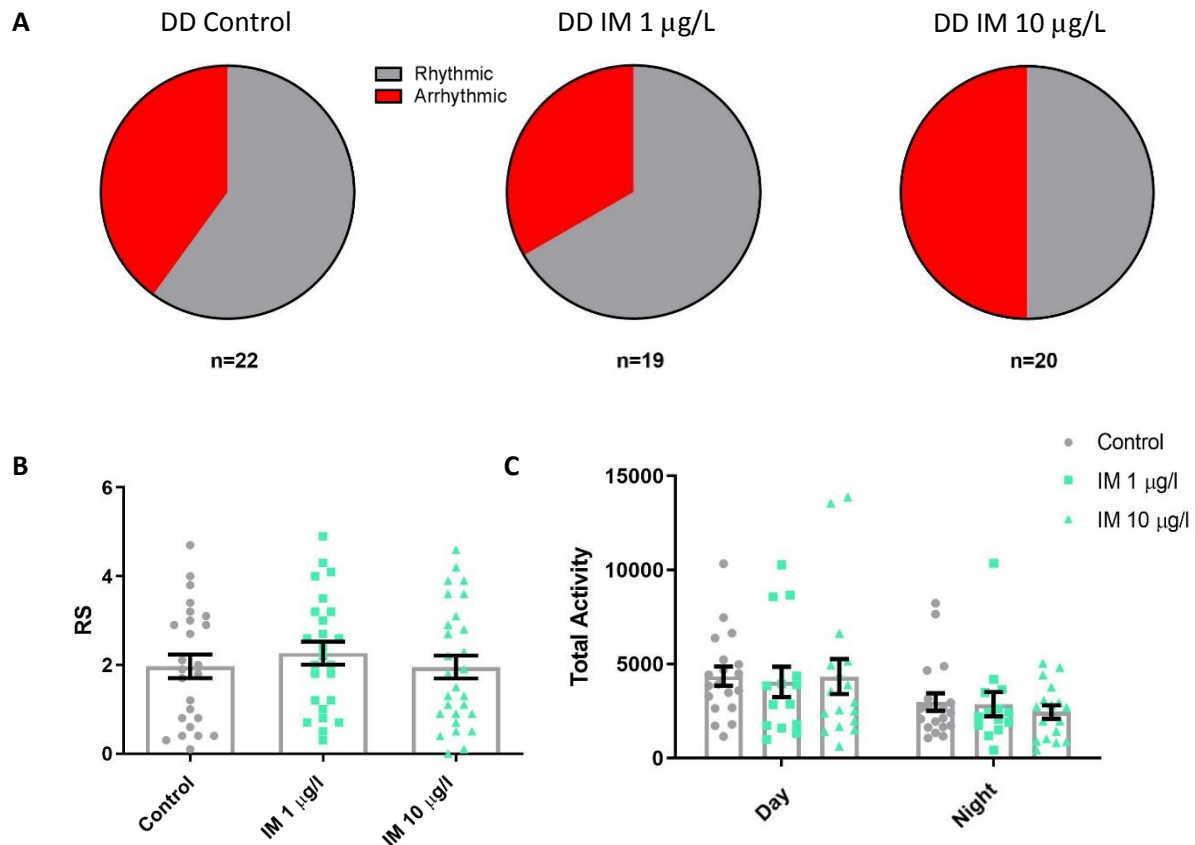 A
DD Control
DD IM 1 μg/L
DD IM 10 μg/L
Rhythmic
Arrhythmic
n=22
n=19
n=20
B
RS
6
4
2
0
Control
IM 1 μg/l
IM 10 μg/l
C
Control
IM 1 μg/l
IM 10 μg/l
Total Activity
15000
10000
5000
0
Day
Night